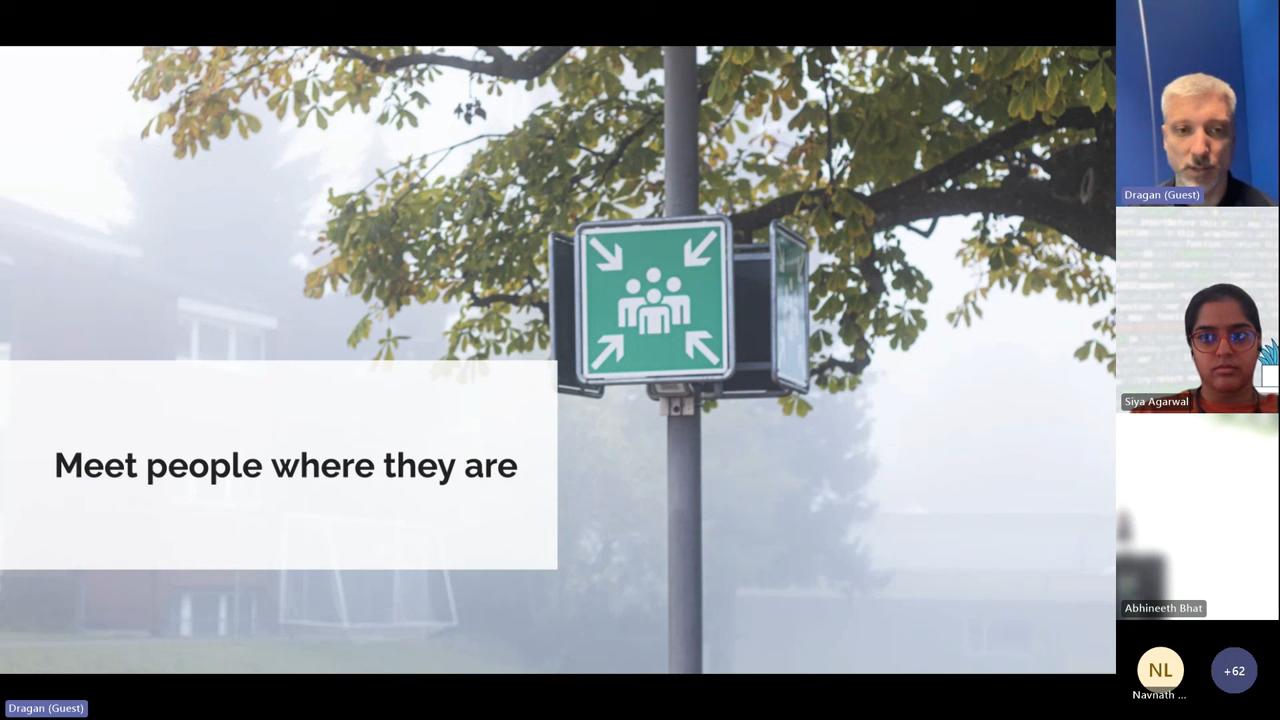 Meet people where they are
Dragan (Guest)
Siya Agarwal
Abhineeth Bhat
NL
Navnath ...
+62
Dragan (Guest)